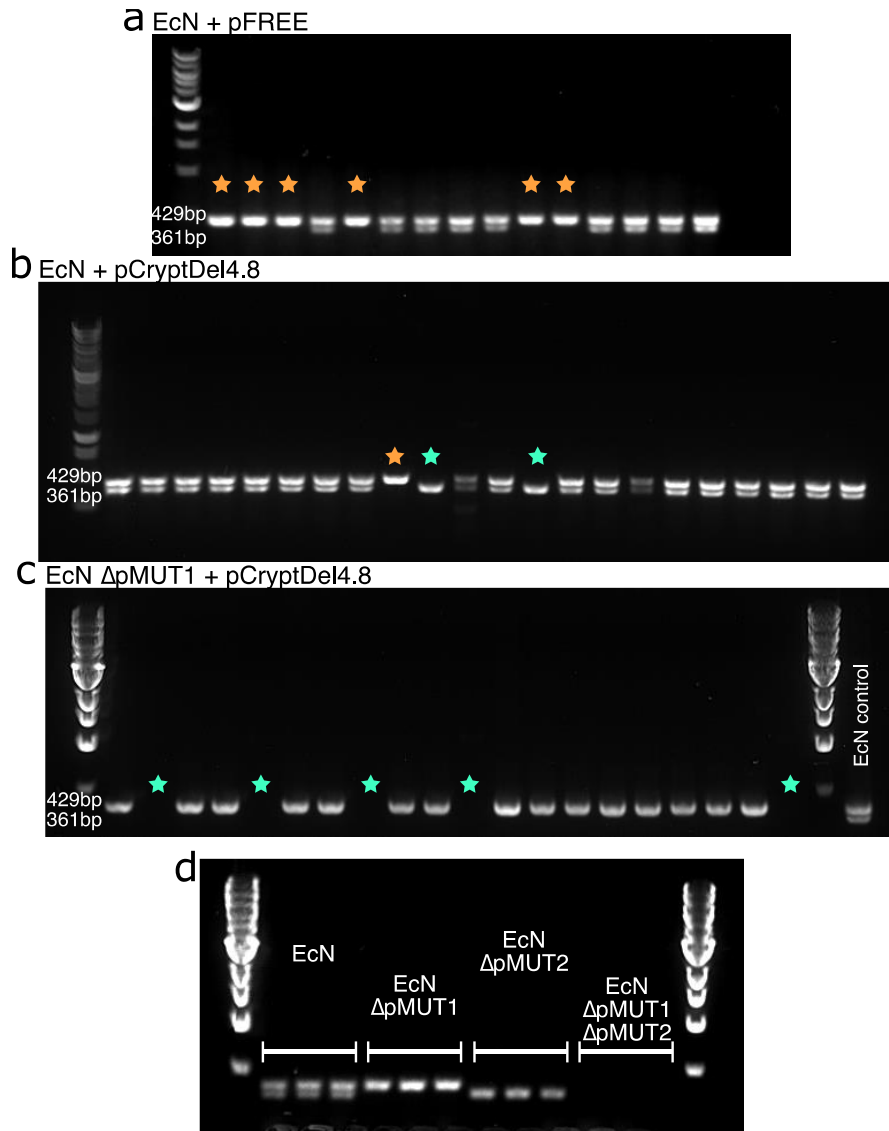 a EcN + pFREE
429bp
361bp
b EcN + pCryptDel4.8
429bp
361bp
c EcN ΔpMUT1 + pCryptDel4.8
EcN control
429bp
361bp
d
EcN
EcN
ΔpMUT1
EcN
ΔpMUT2
EcN
ΔpMUT1
ΔpMUT2